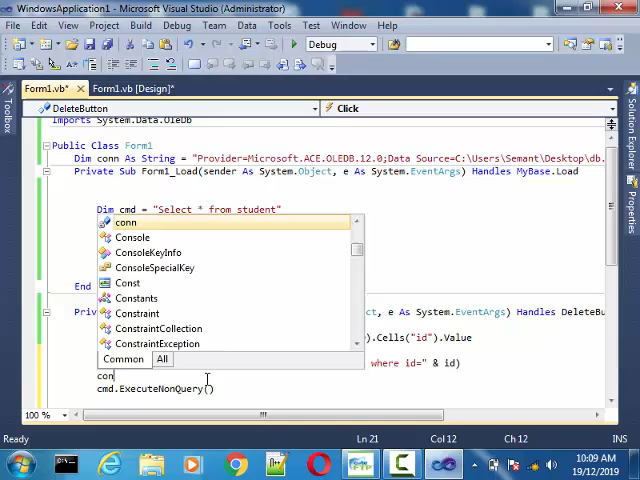 WindowsApplication1 - Microsoft Visual Studio (Administrator)
File Edit View Project Build Debug Team Data Tools Test Window Help
Debug
Form1.vb* Form1.vb [Design]*
DeleteButton Click
Imports System.Data.OleDb
Public Class Form1
Dim conn As String = "Provider=Microsoft.ACE.OLEDB.12.0;Data Source=C:\Users\Semant\Desktop\db.
Private Sub Form1_Load(sender As System.Object, e As System.EventArgs) Handles MyBase.Load
Dim cmd = "Select * from student"
conn
Console
ConsoleKeyInfo
ConsoleSpecialKey
Const
Constants
Constraint
ConstraintCollection
ConstraintException
Common All
End
Pri ct, e As System.EventArgs) Handles DeleteBu
).Cells("id").Value
where id=" & id)
con
cmd.ExecuteNonQuery()
100 %
Ready Ln 21 Col 12 Ch 12 INS
Toolbox
Solution Explorer
Properties
10:09 AM
19/12/2019